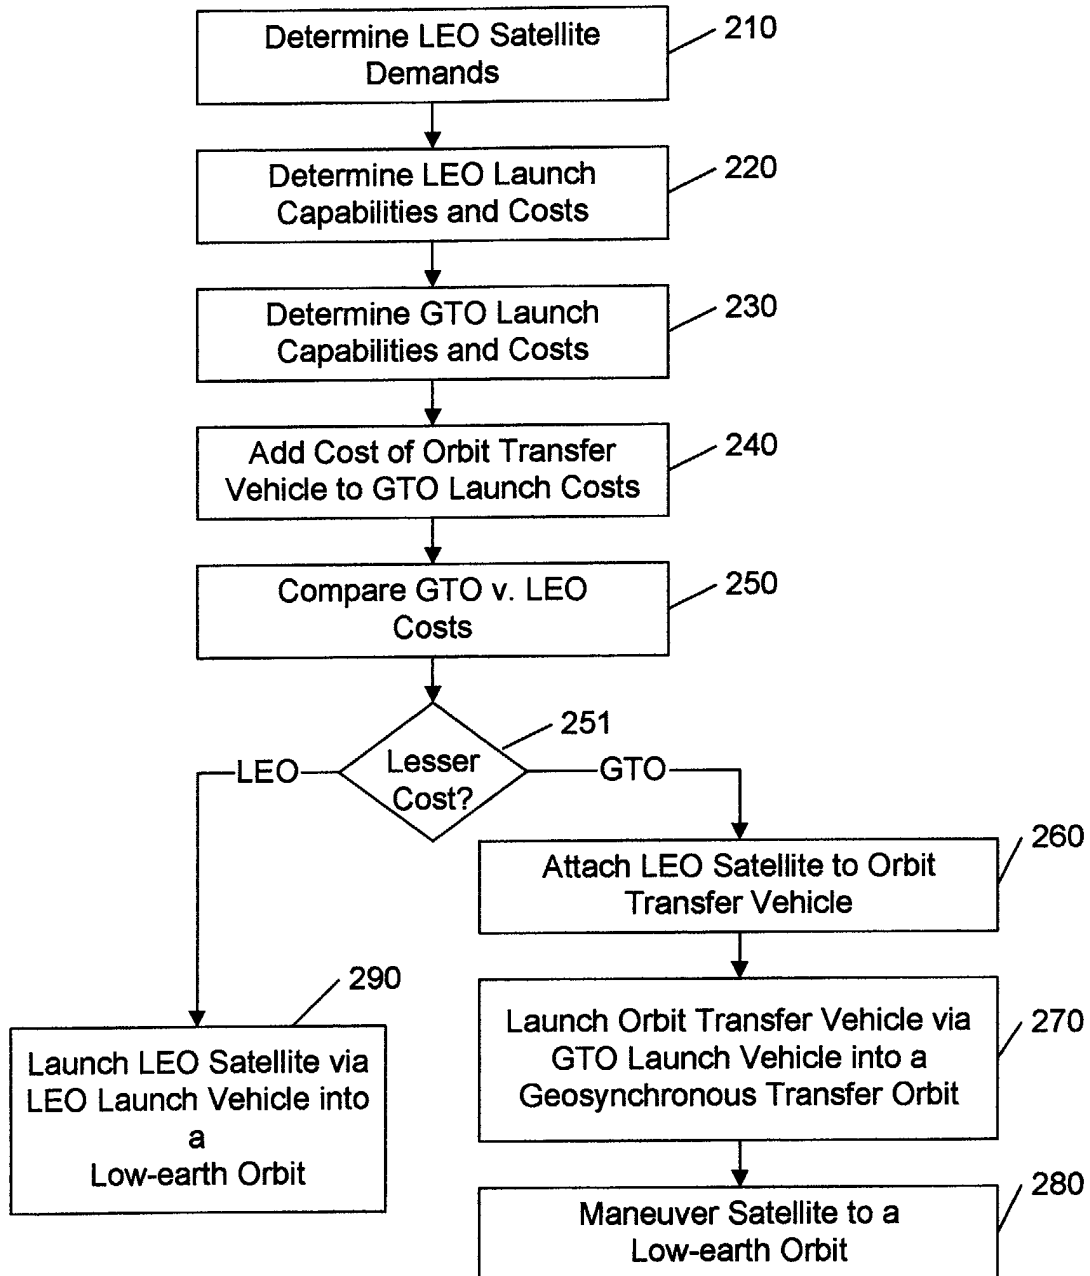 Determine LEO Satellite
Demands
210
Determine LEO Launch
Capabilities and Costs
220
Determine GTO Launch
Capabilities and Costs
230
Add Cost of Orbit Transfer
Vehicle to GTO Launch Costs
240
Compare GTO v. LEO
Costs
250
251
Lesser
Cost?
LEO
GTO
260
Attach LEO Satellite to Orbit
Transfer Vehicle
290
Launch LEO Satellite via
LEO Launch Vehicle into
a
Low-earth Orbit
270
Launch Orbit Transfer Vehicle via
GTO Launch Vehicle into a
Geosynchronous Transfer Orbit
280
Maneuver Satellite to a
Low-earth Orbit